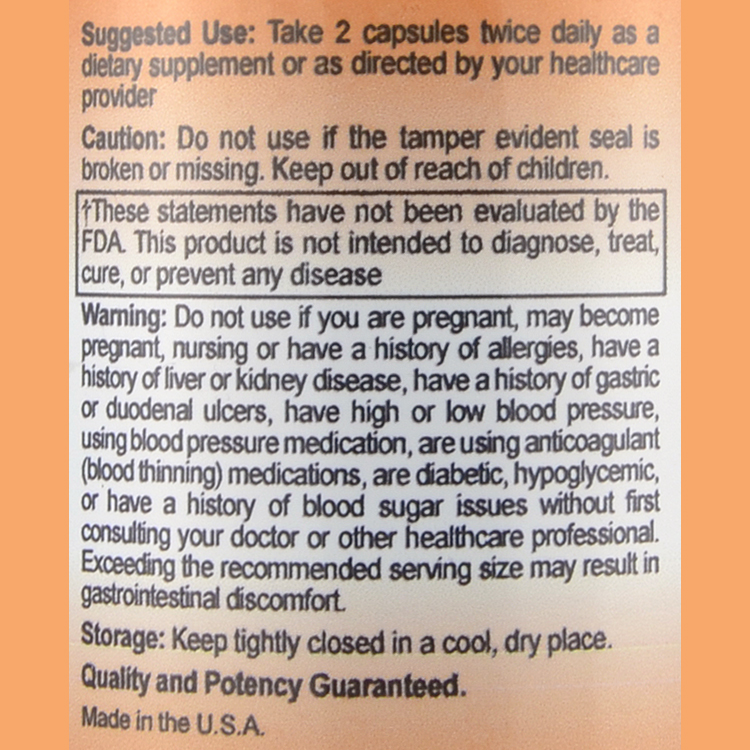 Suggested Use: Take 2 capsules twice daily as a
dietary supplement or as directed by your healthcare
provider
Caution: Do not use if the tamper evident seal is
broken or missing. Keep out of reach of children.
†These statements have not been evaluated by the
FDA. This product is not intended to diagnose, treat,
cure, or prevent any disease
Warning: Do not use if you are pregnant, may become
pregnant, nursing or have a history of allergies, have a
history of liver or kidney disease, have a history of gastric
or duodenal ulcers, have high or low blood pressure,
using blood pressure medication, are using anticoagulant
(blood thinning) medications, are diabetic, hypoglycemic,
or have a history of blood sugar issues without first
consulting your doctor or other healthcare professional.
Exceeding the recommended serving size may result in
gastrointestinal discomfort.
Storage: Keep tightly closed in a cool, dry place.
Quality and Potency Guaranteed.
Made in the U.S.A.